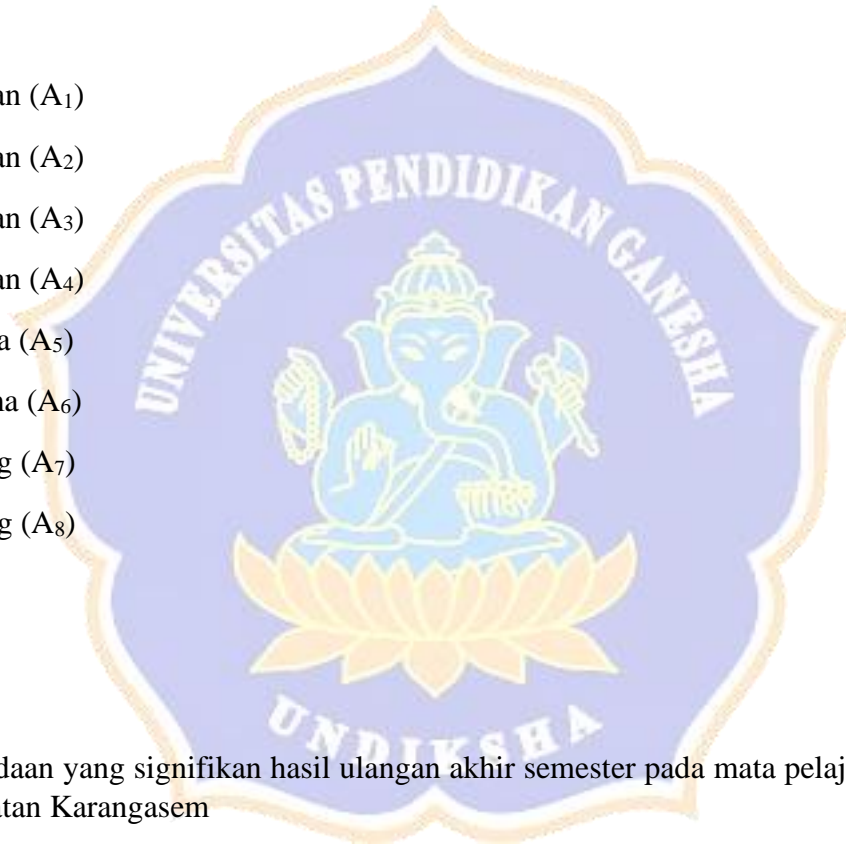 an (A₁)
an (A₂)
an (A₃)
an (A₄)
a (A₅)
na (A₆)
g (A₇)
g (A₈)
UNIVERSITAS PENDIDIKAN GANESHA
UNDIKSHA
daan yang signifikan hasil ulangan akhir semester pada mata pelaj
atan Karangasem